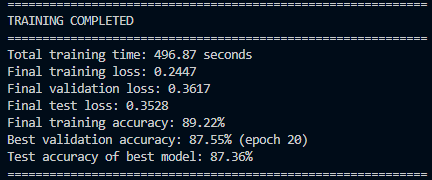 ==================================================
TRAINING COMPLETED
==================================================
Total training time: 496.87 seconds
Final training loss: 0.2447
Final validation loss: 0.3617
Final test loss: 0.3528
Final training accuracy: 89.22%
Best validation accuracy: 87.55% (epoch 20)
Test accuracy of best model: 87.36%
==================================================